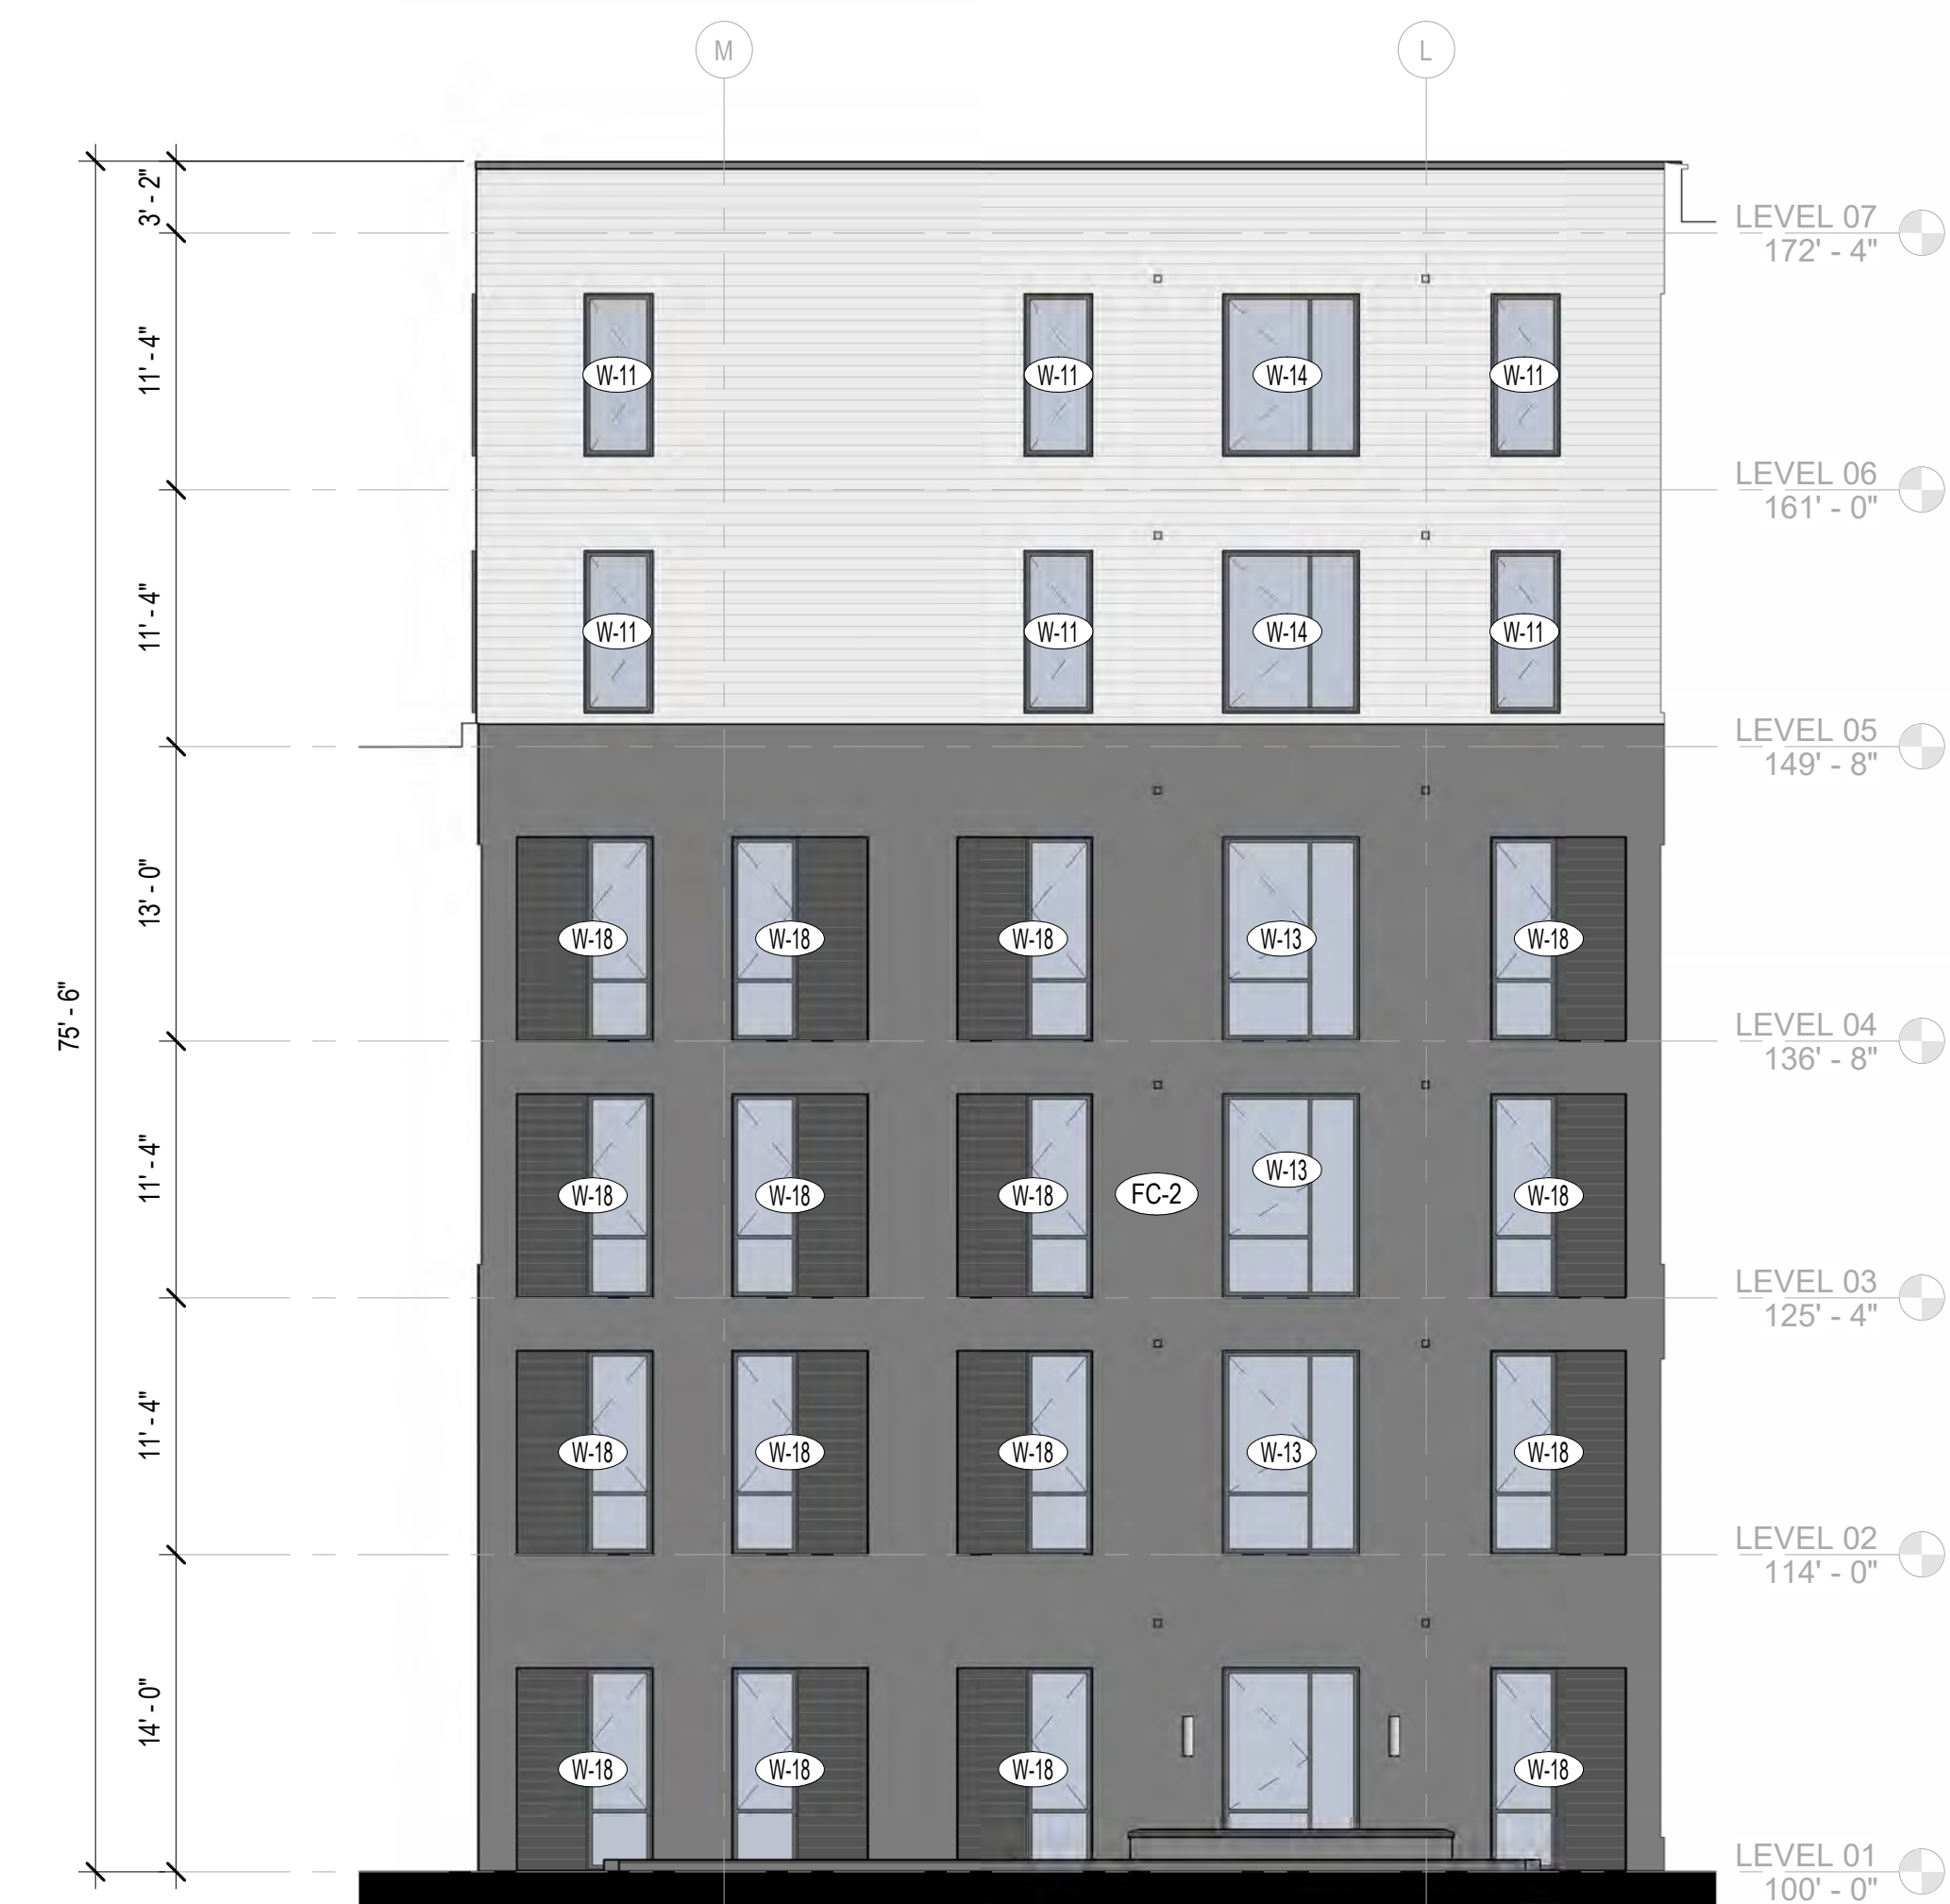 M
L
3' - 2"
LEVEL 07
172' - 4"
11' - 4"
W-11
W-11
W-14
W-11
LEVEL 06
161' - 0"
11' - 4"
W-11
W-11
W-14
W-11
LEVEL 05
149' - 8"
13' - 0"
W-18
W-18
W-18
W-13
W-18
75' - 6"
LEVEL 04
136' - 8"
11' - 4"
W-18
W-18
W-18
FC-2
W-13
W-18
LEVEL 03
125' - 4"
11' - 4"
W-18
W-18
W-18
W-13
W-18
LEVEL 02
114' - 0"
14' - 0"
W-18
W-18
W-18
W-18
LEVEL 01
100' - 0"